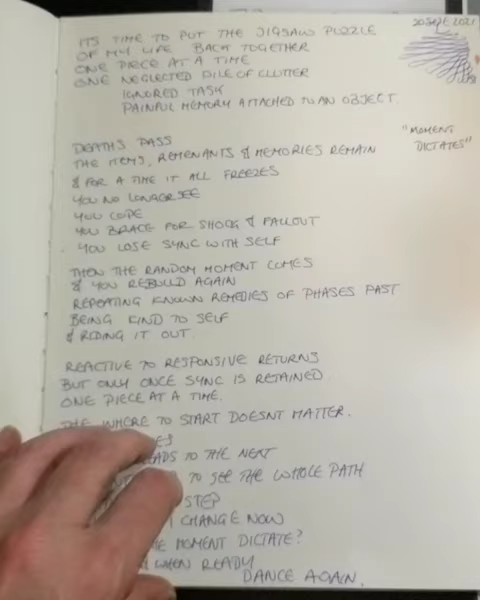 20 SEPT 2021
ITS TIME TO PUT THE JIGSAW PUZZLE
OF MY LIFE BACK TOGETHER
ONE PIECE AT A TIME
ONE NEGLECTED PILE OF CLUTTER
IGNORED TASK
PAINFUL MEMORY ATTACHED TO AN OBJECT.
"MOMENT
DICTATES"
DEATHS PASS
THE ITEMS, REMENANTS & MEMORIES REMAIN
& FOR A TIME IT ALL FREEZES
YOU NO LONGER SEE
YOU COPE
YOU BRACE FOR SHOCK & FALLOUT
YOU LOSE SYNC WITH SELF
THEN THE RANDOM MOMENT COMES
& YOU REBUILD AGAIN
REPEATING KNOWN REMEDIES OF PHASES PAST
BEING KIND TO SELF
& RIDING IT OUT.
REACTIVE TO RESPONSIVE RETURNS
BUT ONLY ONCE SYNC IS RETAINED
ONE PIECE AT A TIME.
THE WHERE TO START DOESNT MATTER.
TO THE NEXT
TO SEE THE WHOLE PATH
STEP
I CHANGE NOW
MOMENT DICTATE?
WHEN READY
DANCE AGAIN.